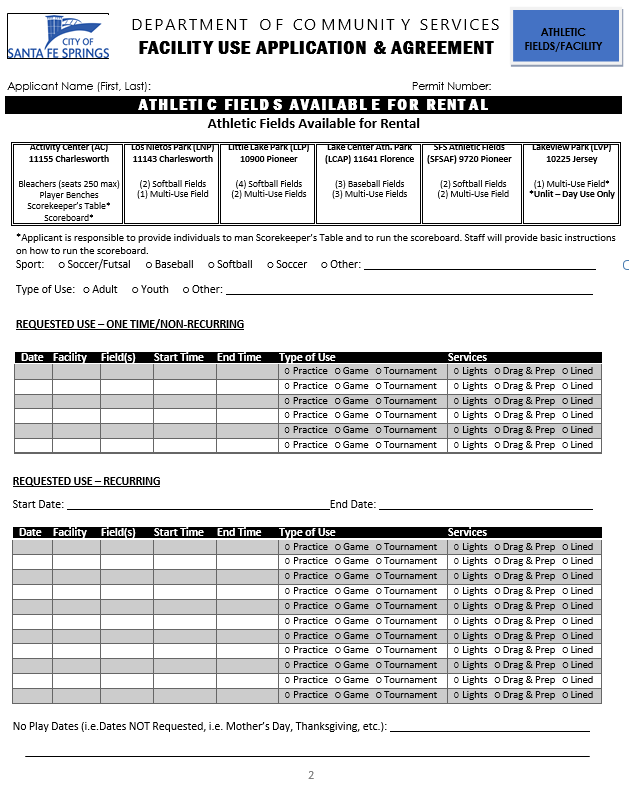 CITY OF
SANTA FE SPRINGS
DEPARTMENT OF COMMUNITY SERVICES
FACILITY USE APPLICATION & AGREEMENT
ATHLETIC
FIELDS/FACILITY
Applicant Name (First, Last):
Permit Number:
ATHLETIC FIELDS AVAILABLE FOR RENTAL
Athletic Fields Available for Rental
Activity Center (AC)
11155 Charlesworth
Bleachers (seats 250 max)
Player Benches
Scorekeeper's Table*
Scoreboard*
Los Nietos Park (LNP)
11143 Charlesworth
(2) Softball Fields
(1) Multi-Use Field
Little Lake Park (LLP)
10900 Pioneer
(4) Softball Fields
(2) Multi-Use Fields
Lake Center Ath. Park
(LCAP) 11641 Florence
(3) Baseball Fields
(3) Multi-Use Fields
SFS Athletic Fields
(SFSAF) 9720 Pioneer
(2) Softball Fields
(2) Multi-Use Field
Lakeview Park (LVP)
10225 Jersey
(1) Multi-Use Field*
*Unlit – Day Use Only
*Applicant is responsible to provide individuals to man Scorekeeper's Table and to run the scoreboard. Staff will provide basic instructions
on how to run the scoreboard.
Sport: o Soccer/Futsal o Baseball o Softball o Soccer o Other:
Type of Use: o Adult o Youth o Other:
REQUESTED USE – ONE TIME/NON-RECURRING
Date Facility Field(s) Start Time End Time Type of Use Services
o Practice o Game o Tournament o Lights o Drag & Prep o Lined
o Practice o Game o Tournament o Lights o Drag & Prep o Lined
o Practice o Game o Tournament o Lights o Drag & Prep o Lined
o Practice o Game o Tournament o Lights o Drag & Prep o Lined
o Practice o Game o Tournament o Lights o Drag & Prep o Lined
o Practice o Game o Tournament o Lights o Drag & Prep o Lined
REQUESTED USE – RECURRING
Start Date: End Date:
Date Facility Field(s) Start Time End Time Type of Use Services
o Practice o Game o Tournament o Lights o Drag & Prep o Lined
o Practice o Game o Tournament o Lights o Drag & Prep o Lined
o Practice o Game o Tournament o Lights o Drag & Prep o Lined
o Practice o Game o Tournament o Lights o Drag & Prep o Lined
o Practice o Game o Tournament o Lights o Drag & Prep o Lined
o Practice o Game o Tournament o Lights o Drag & Prep o Lined
o Practice o Game o Tournament o Lights o Drag & Prep o Lined
o Practice o Game o Tournament o Lights o Drag & Prep o Lined
o Practice o Game o Tournament o Lights o Drag & Prep o Lined
o Practice o Game o Tournament o Lights o Drag & Prep o Lined
o Practice o Game o Tournament o Lights o Drag & Prep o Lined
No Play Dates (i.e.Dates NOT Requested, i.e. Mother's Day, Thanksgiving, etc.):
2